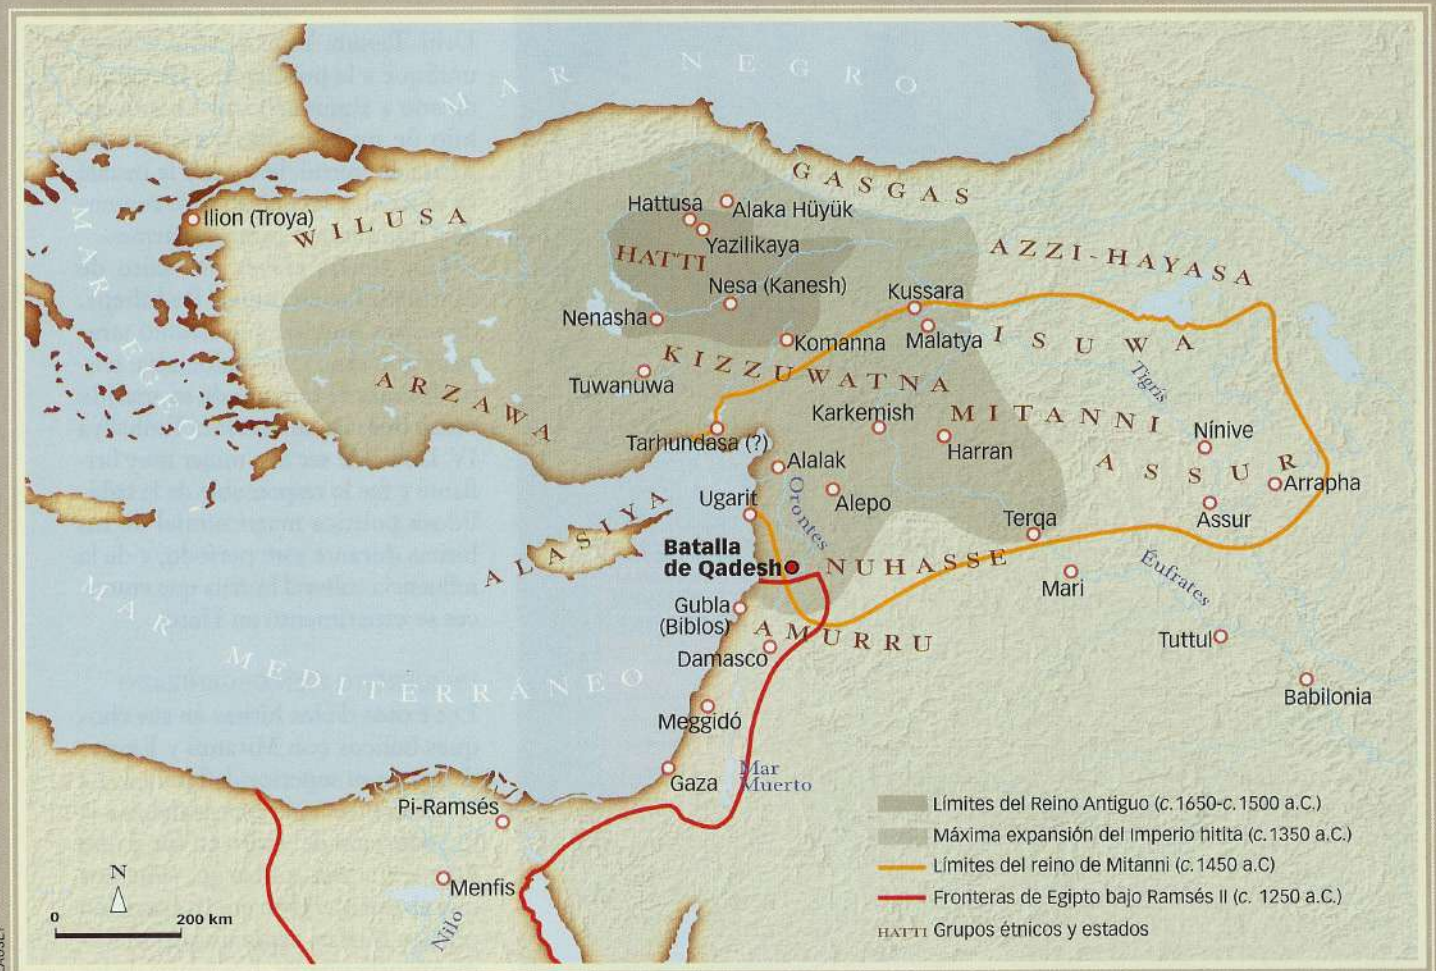 MAR NEGRO
GASGAS
Hattusa
Alaka Hüyük
Ilion (Troya)
WILUSA
Yazilikaya
HATTI
AZZI-HAYASA
MAR EGEO
Nesa (Kanesh)
Kussara
Nenasha
Komanna
Malatya
ISUWA
KIZZUWATNA
Tuwanuwa
Tigris
ARZAWA
Karkemish
MITANNI
Tarhundasa (?)
Harran
Nínive
Alalak
ASSUR
Arrapha
Ugarit
Orontes
Alepo
ALASIYA
Terqa
Assur
Batalla
de Qadesh
NUHASSE
Mari
Éufrates
Gubla
(Biblos)
AMURRU
Damasco
Tuttul
MAR
MEDITERRÁNEO
Babilonia
Meggidó
Gaza
Mar
Muerto
Pi-Ramsés
Menfis
Nilo
N
0 200 km
Límites del Reino Antiguo (c.1650-c.1500 a.C.)
Máxima expansión del Imperio hitita (c.1350 a.C.)
Límites del reino de Mitanni (c.1450 a.C)
Fronteras de Egipto bajo Ramsés II (c. 1250 a.C.)
HATTI Grupos étnicos y estados